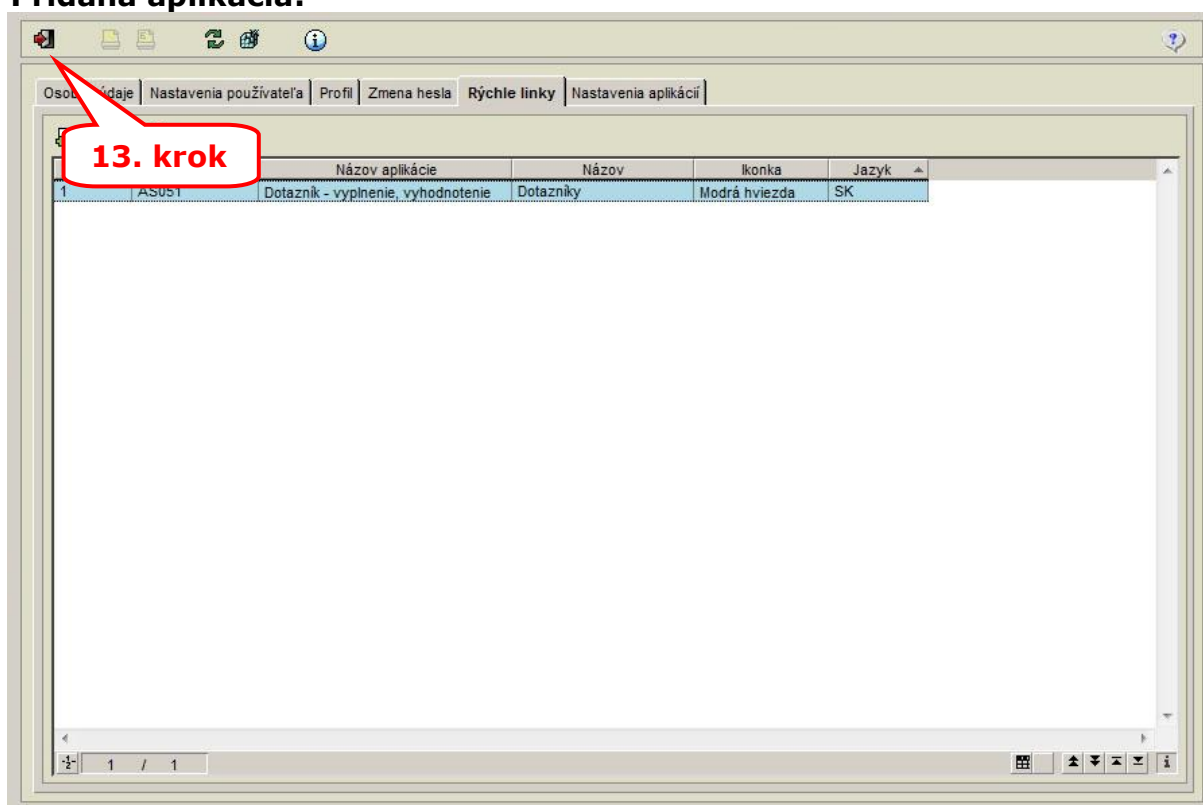 Pridaná aplikácia:
Osob údaje Nastavenia používateľa Profil Zmena hesla Rýchle linky Nastavenia aplikácií
13. krok
Názov aplikácie Názov Ikonka Jazyk
1 AS051 Dotazník - vyplnenie, vyhodnotenie Dotazníky Modrá hviezda SK
1 / 1